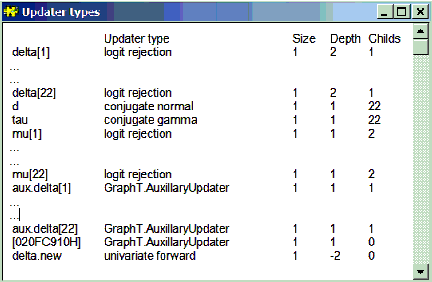 Updater types
Updater type Size Depth Childs
delta[1] logit rejection 1 2 1
...
...
delta[22] logit rejection 1 2 1
d conjugate normal 1 1 22
tau conjugate gamma 1 1 22
mu[1] logit rejection 1 1 2
...
...
mu[22] logit rejection 1 1 2
aux.delta[1] GraphT.AuxillaryUpdater 1 1 1
...
...
aux.delta[22] GraphT.AuxillaryUpdater 1 1 1
[020FC910H] GraphT.AuxillaryUpdater 1 1 0
delta.new univariate forward 1 -2 0